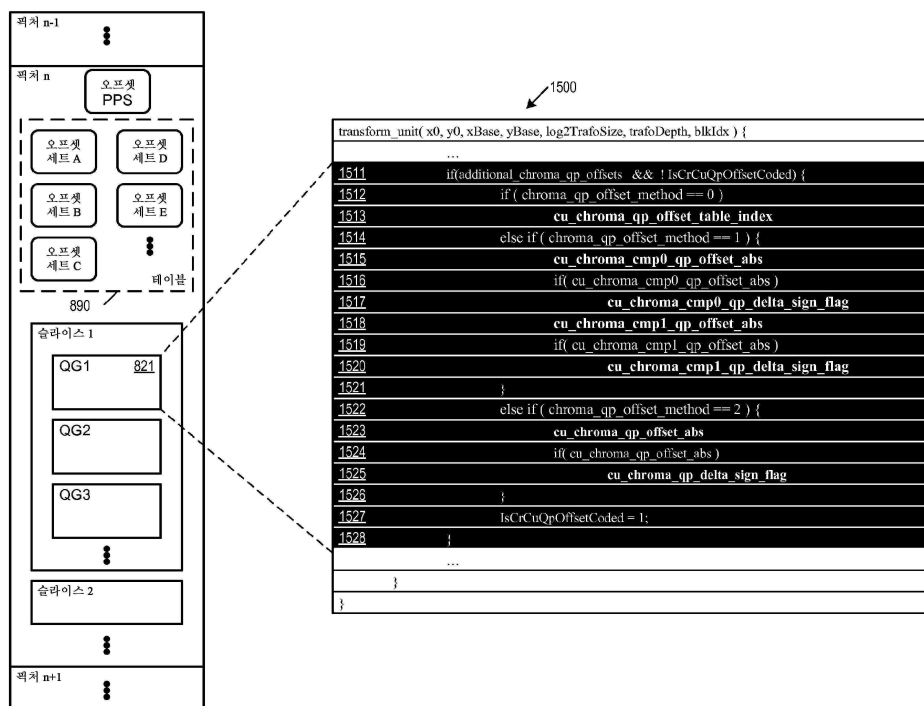 픽처 n-1
픽처 n
오프셋
PPS
오프셋
세트 A
오프셋
세트 D
오프셋
세트 B
오프셋
세트 E
오프셋
세트 C
테이블
890
슬라이스 1
QG1 821
QG2
QG3
슬라이스 2
픽처 n+1
1500
transform_unit( x0, y0, xBase, yBase, log2TrafoSize, trafoDepth, blkIdx ) {
...
1511 if(additional_chroma_qp_offsets && ! IsCrCuQpOffsetCoded) {
1512 if ( chroma_qp_offset_method == 0 )
1513 cu_chroma_qp_offset_table_index
1514 else if ( chroma_qp_offset_method == 1 ) {
1515 cu_chroma_cmp0_qp_offset_abs
1516 if( cu_chroma_cmp0_qp_offset_abs )
1517 cu_chroma_cmp0_qp_delta_sign_flag
1518 cu_chroma_cmp1_qp_offset_abs
1519 if( cu_chroma_cmp1_qp_offset_abs )
1520 cu_chroma_cmp1_qp_delta_sign_flag
1521 }
1522 else if ( chroma_qp_offset_method == 2 ) {
1523 cu_chroma_qp_offset_abs
1524 if( cu_chroma_qp_offset_abs )
1525 cu_chroma_qp_delta_sign_flag
1526 }
1527 IsCrCuQpOffsetCoded = 1;
1528 }
...
}
}